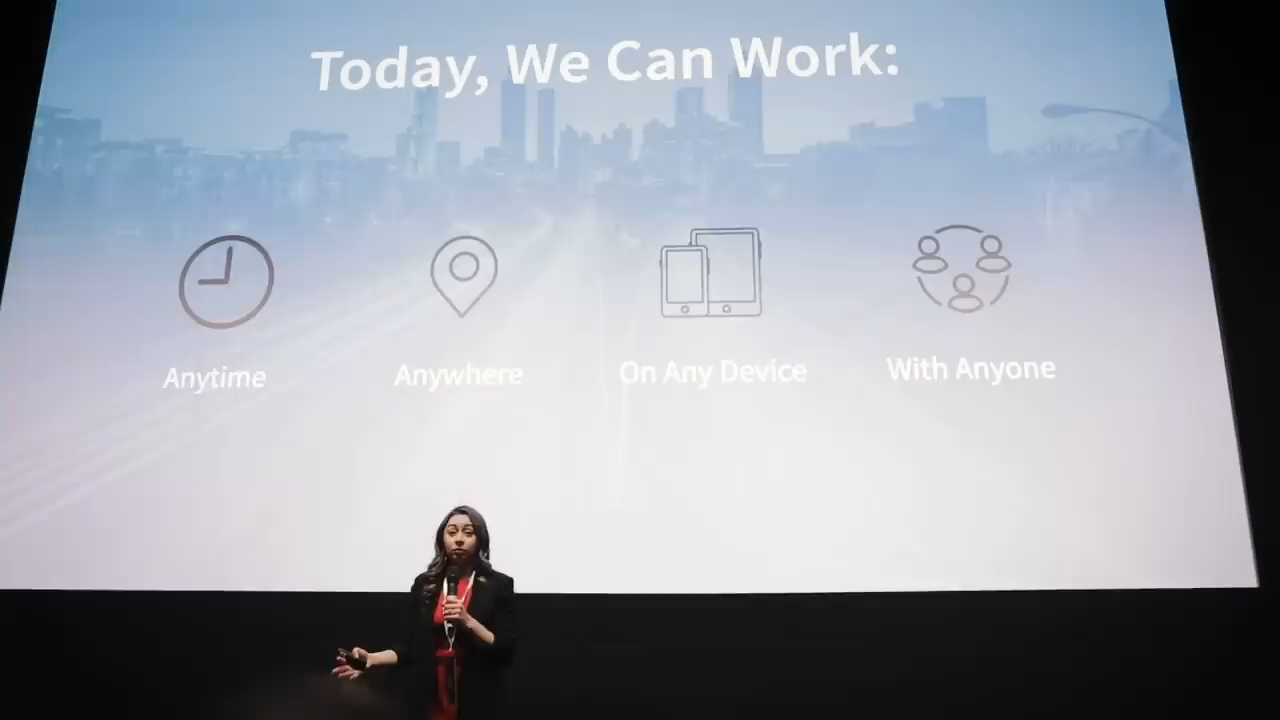 Today, We Can Work:
Anytime
Anywhere
On Any Device
With Anyone